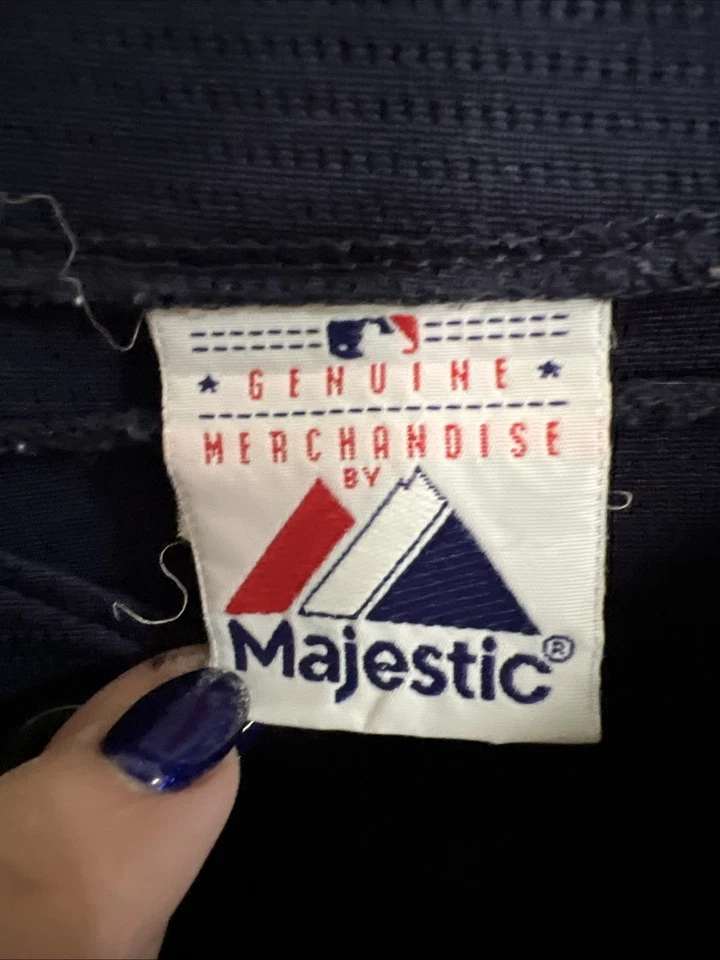 ★ GENUINE ★
MERCHANDISE
BY
Majestic®